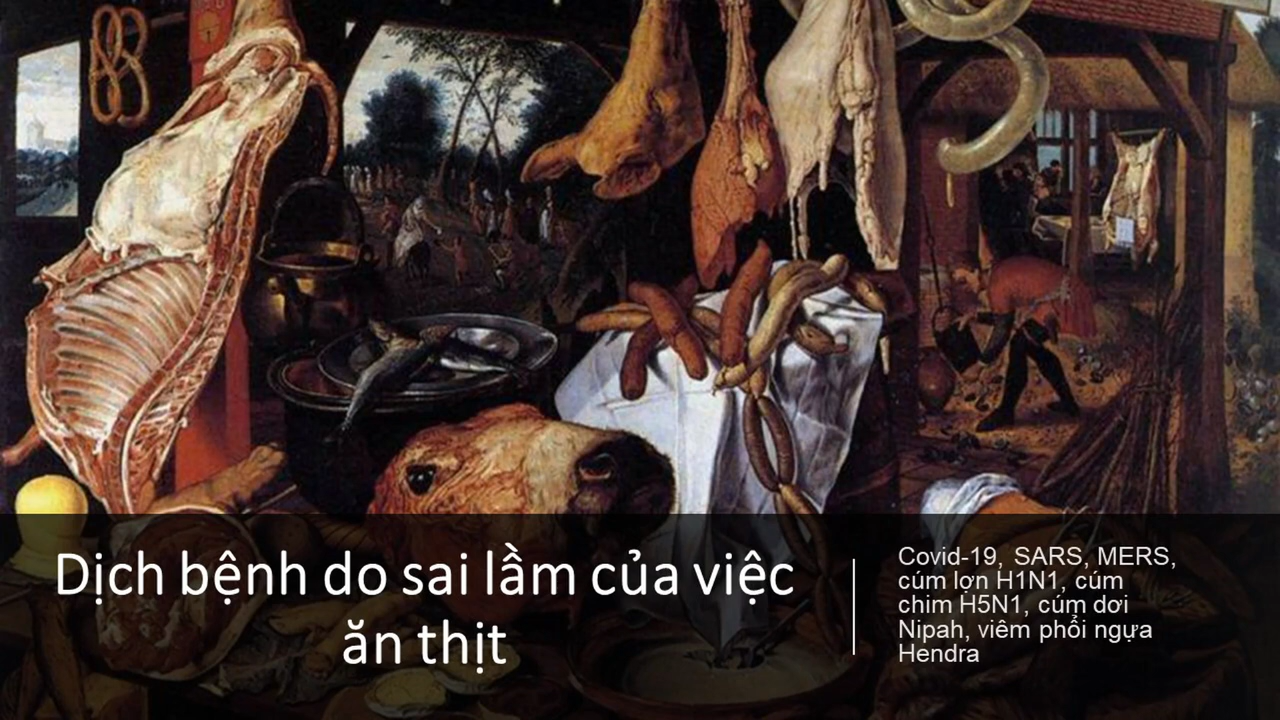 Dịch bệnh do sai lầm của việc
ăn thịt
Covid-19, SARS, MERS,
cúm lợn H1N1, cúm
chim H5N1, cúm dơi
Nipah, viêm phổi ngựa
Hendra